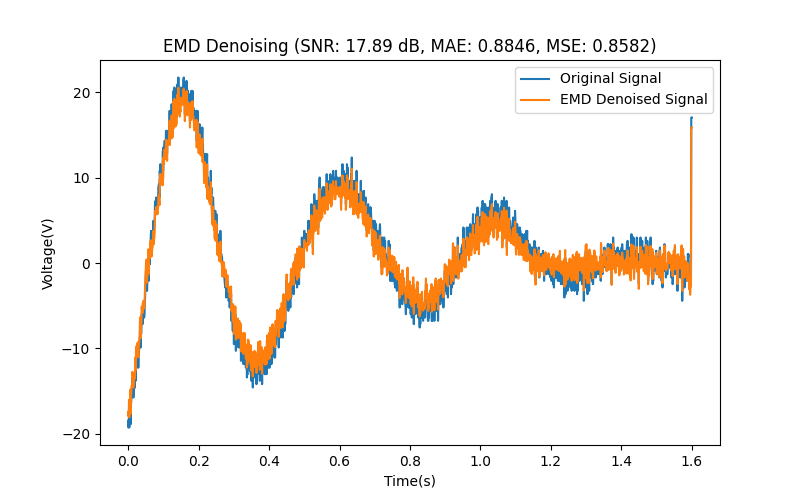 EMD Denoising (SNR: 17.89 dB, MAE: 0.8846, MSE: 0.8582)
Original Signal
EMD Denoised Signal
20
10
0
−10
−20
Voltage(V)
0.0 0.2 0.4 0.6 0.8 1.0 1.2 1.4 1.6
Time(s)